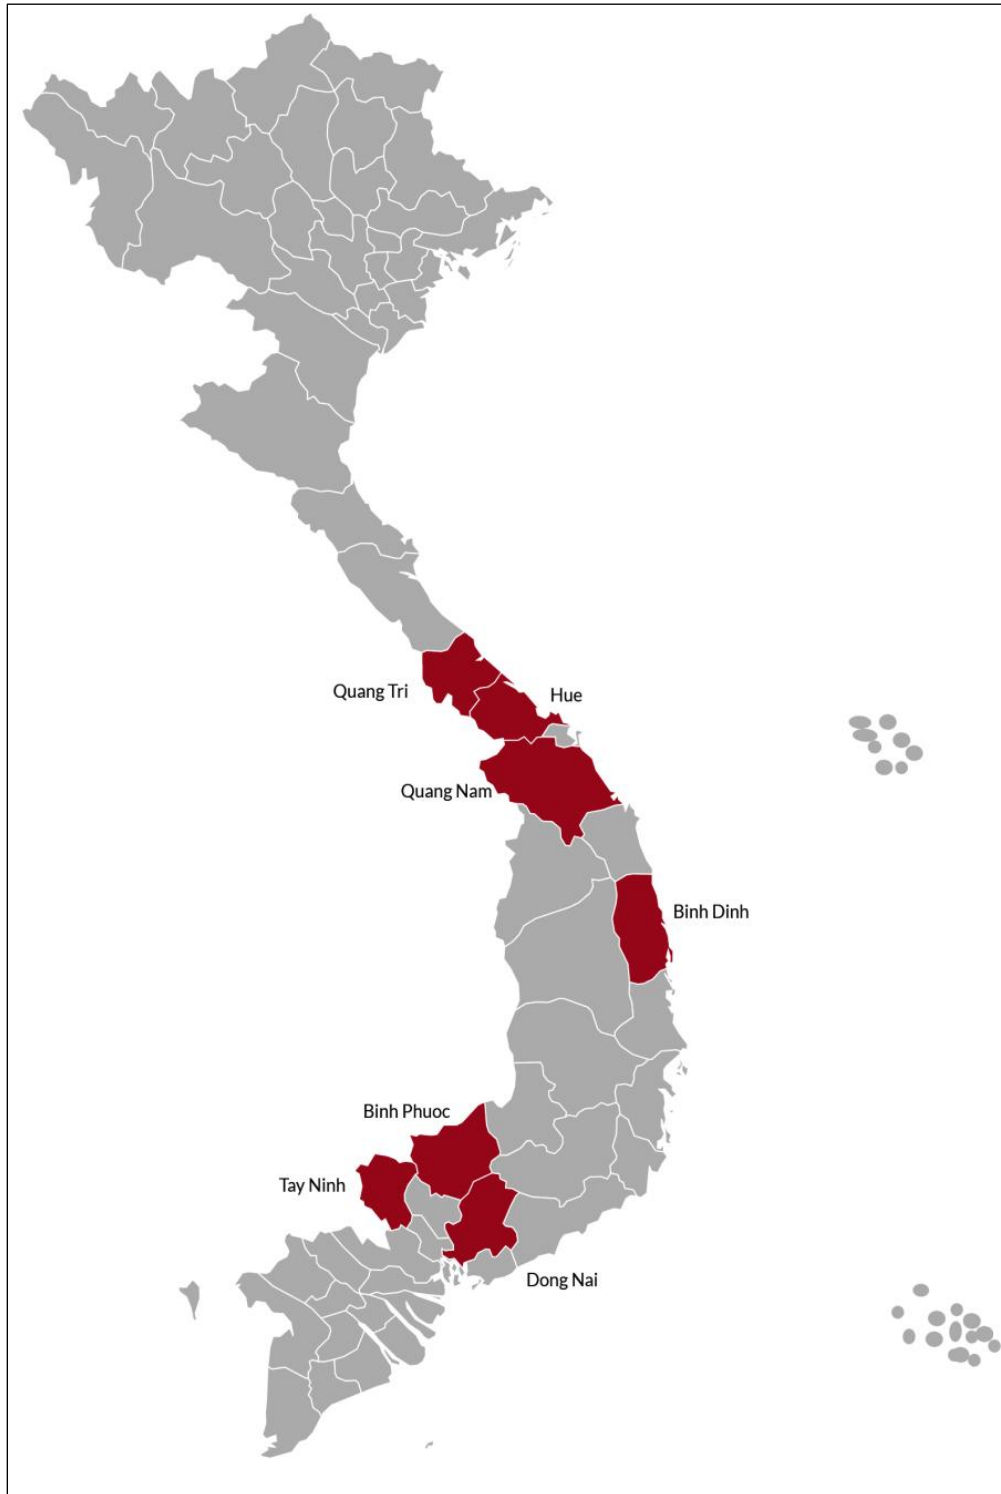 Quang Tri
Hue
Quang Nam
Binh Dinh
Binh Phuoc
Tay Ninh
Dong Nai